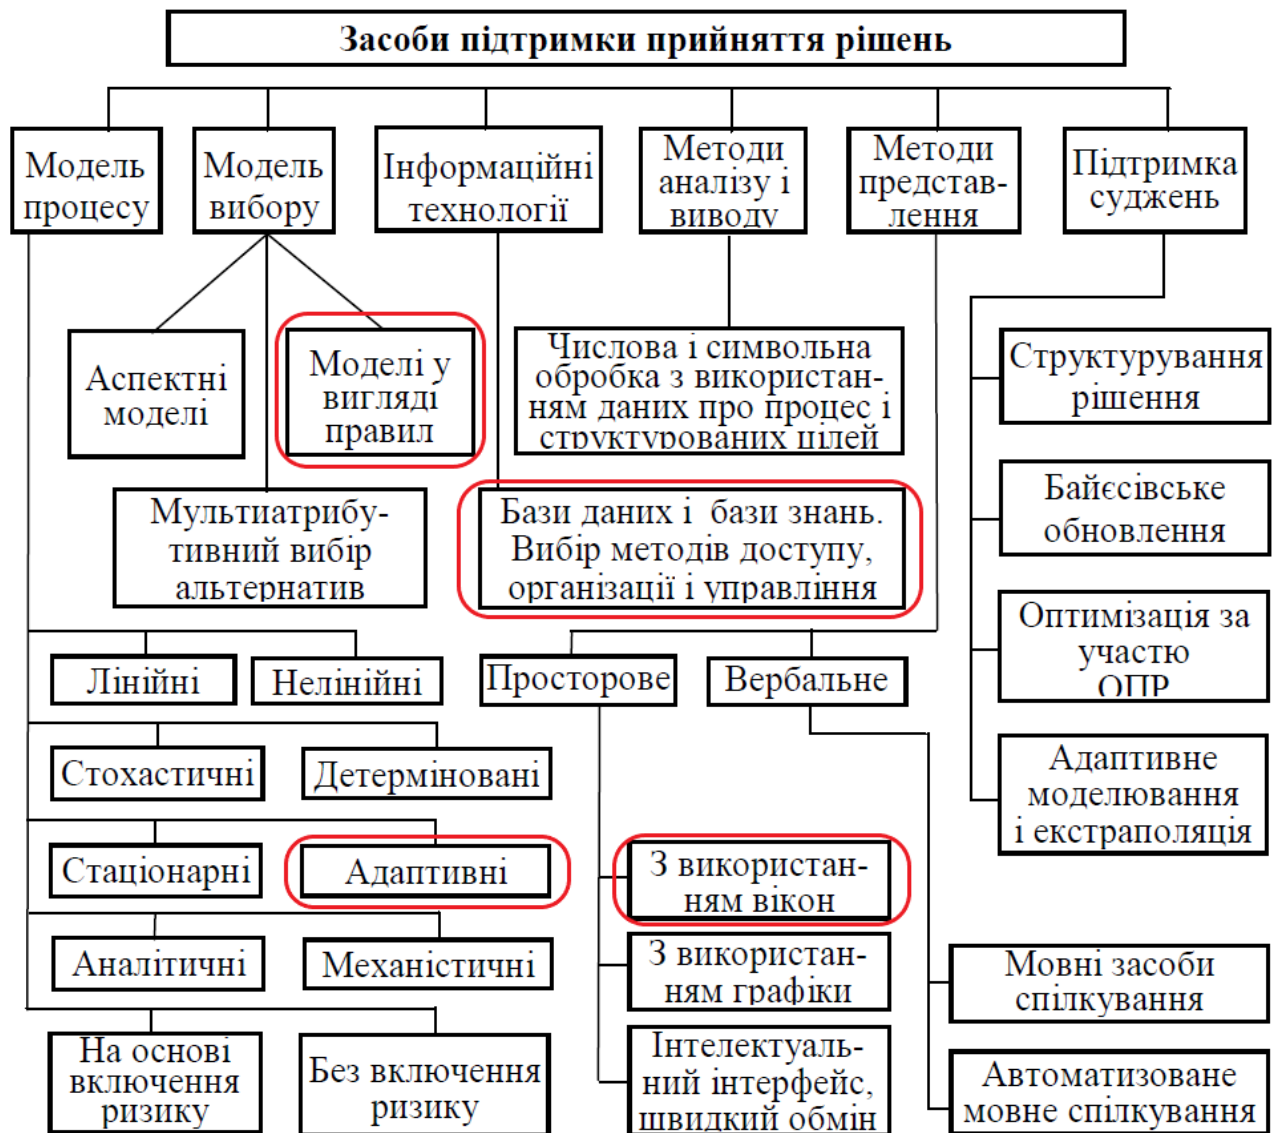 Засоби підтримки прийняття рішень
Модель
процесу
Модель
вибору
Інформаційні
технології
Методи
аналізу і
виводу
Методи
представ-
лення
Підтримка
суджень
Аспектні
моделі
Моделі у
вигляді
правил
Числова і символьна
обробка з використан-
ням даних про процес і
структурованих цілей
Структурування
рішення
Мультиатрибу-
тивний вибір
альтернатив
Бази даних і бази знань.
Вибір методів доступу,
організації і управління
Байєсівське
обновлення
Оптимізація за
участю
ОПР
Лінійні
Нелінійні
Просторове
Вербальне
Стохастичні
Детерміновані
Адаптивне
моделювання
і екстраполяція
Стаціонарні
Адаптивні
З використан-
ням вікон
Аналітичні
Механістичні
З використан-
ням графіки
Мовні засоби
спілкування
На основі
включення
ризику
Без включення
ризику
Інтелектуаль-
ний інтерфейс,
швидкий обмін
Автоматизоване
мовне спілкування